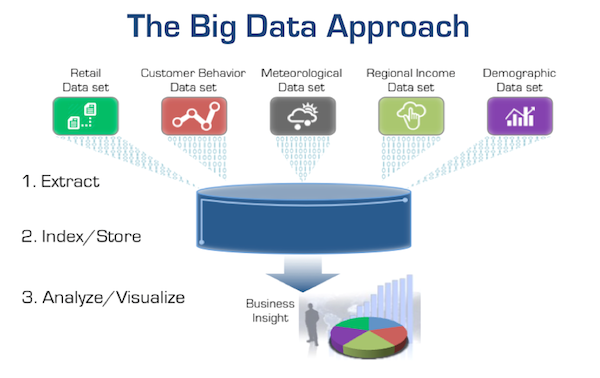 The Big Data Approach
Retail
Data set
Customer Behavior
Data set
Meteorological
Data set
Regional Income
Data set
Demographic
Data set
1. Extract
2. Index/Store
3. Analyze/Visualize
Business
Insight